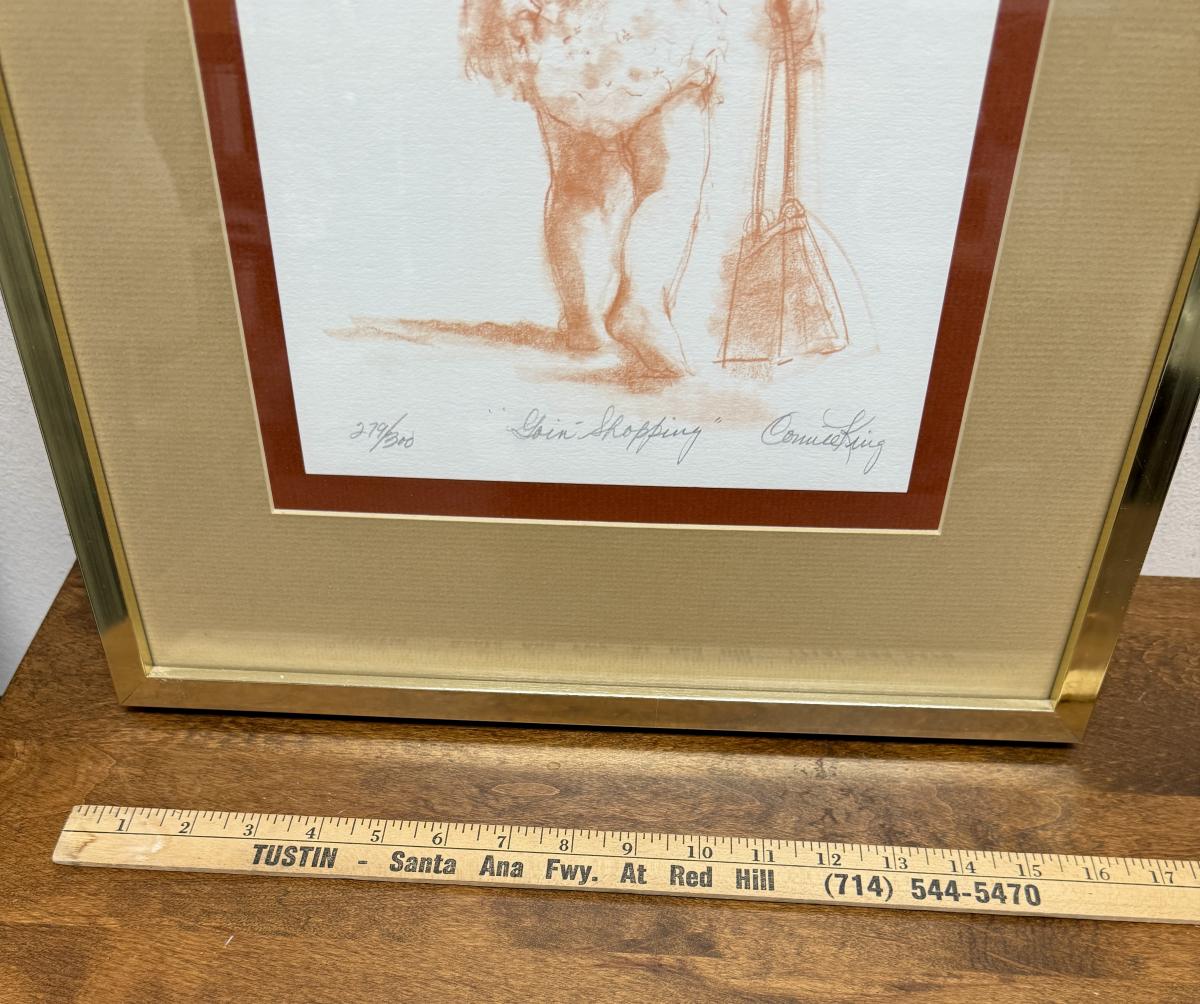 279/300 "Goin' Shopping" Connie King
1 2 3 4 5 6 7 8 9 10 11 12 13 14 15 16 17
TUSTIN - Santa Ana Fwy. At Red Hill (714) 544-5470